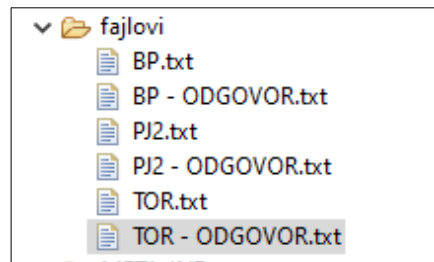 fajlovi
BP.txt
BP - ODGOVOR.txt
PJ2.txt
PJ2 - ODGOVOR.txt
TOR.txt
TOR - ODGOVOR.txt